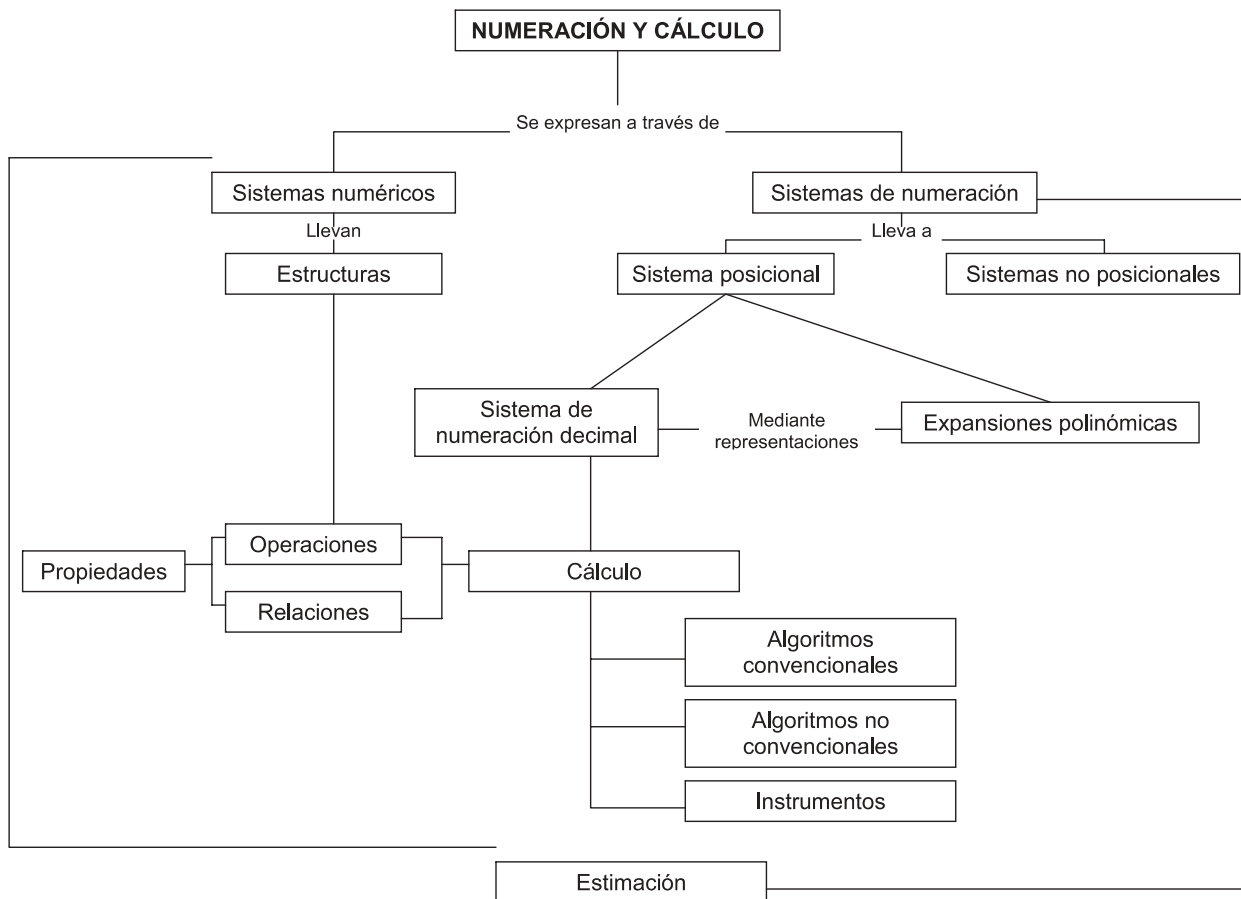 NUMERACIÓN Y CÁLCULO
Se expresan a través de
Sistemas numéricos
Sistemas de numeración
Llevan
Lleva a
Estructuras
Sistema posicional
Sistemas no posicionales
Sistema de
numeración decimal
Mediante
representaciones
Expansiones polinómicas
Operaciones
Propiedades
Cálculo
Relaciones
Algoritmos
convencionales
Algoritmos no
convencionales
Instrumentos
Estimación